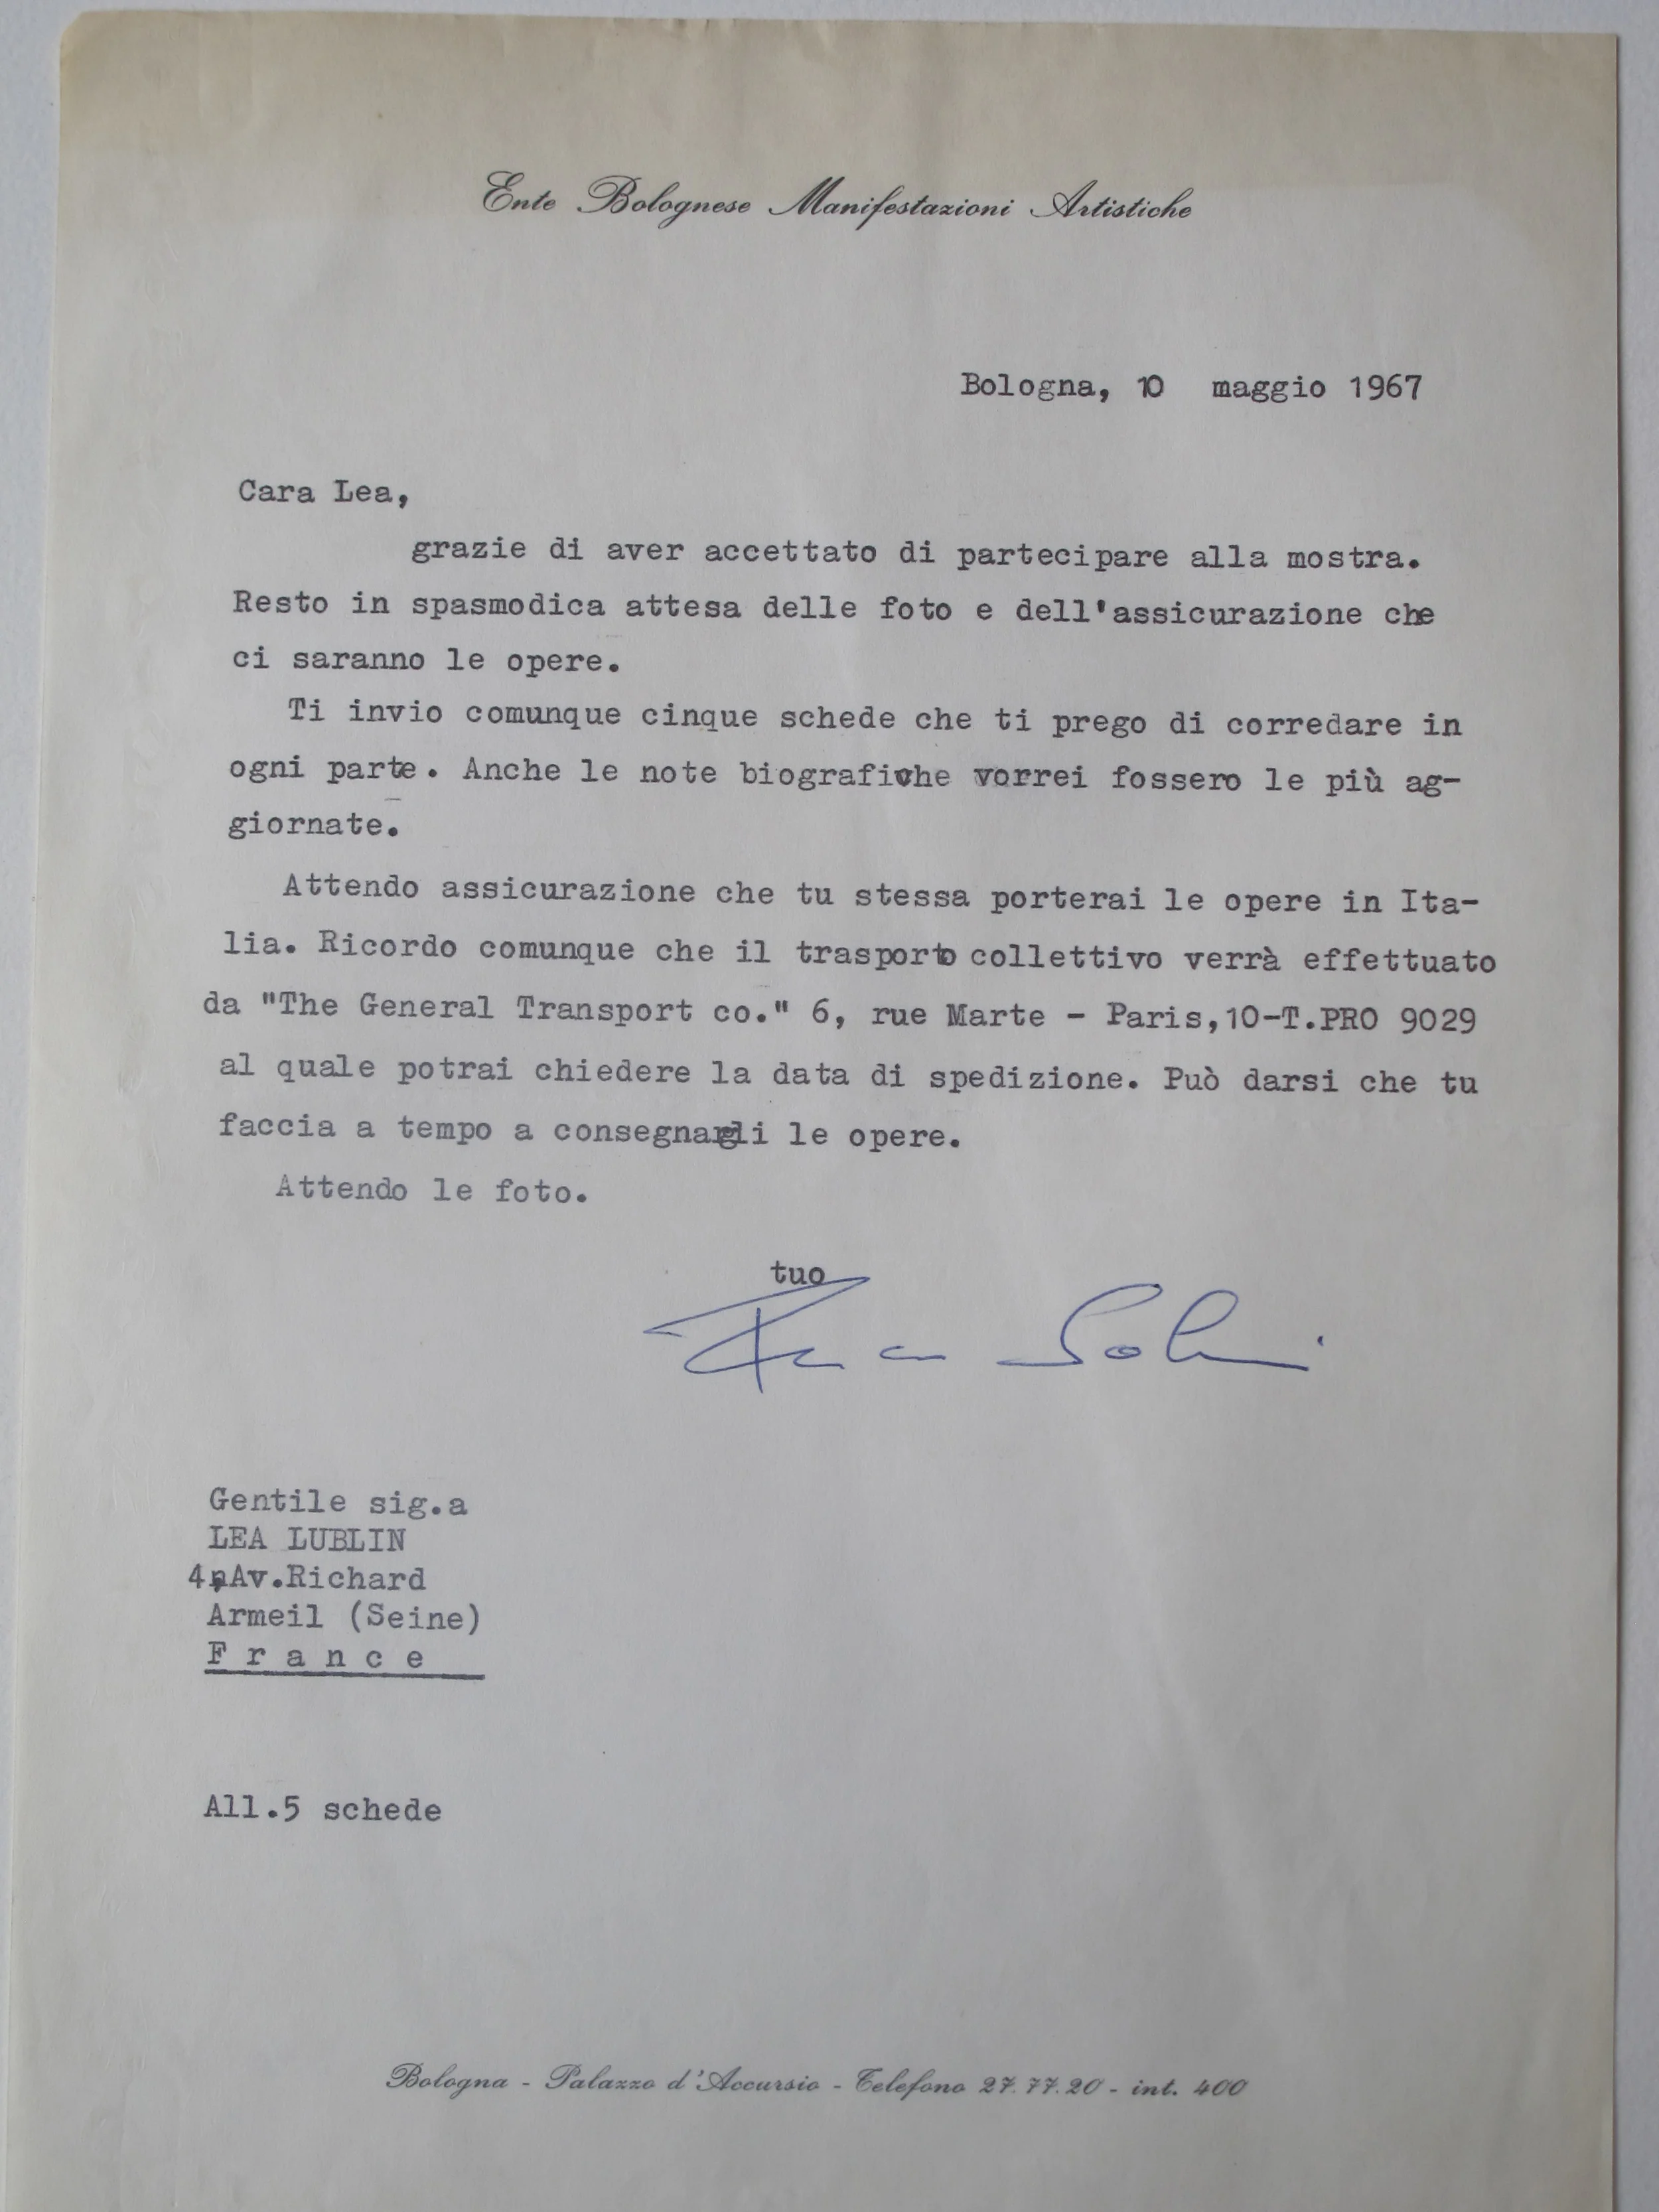 Ente Bolognese Manifestazioni Artistiche
Bologna, 10 maggio 1967
Cara Lea,
grazie di aver accettato di partecipare alla mostra.
Resto in spasmodica attesa delle foto e dell'assicurazione che
ci saranno le opere.
Ti invio comunque cinque schede che ti prego di corredare in
ogni parte. Anche le note biografiche vorrei fossero le più ag-
giornate.
Attendo assicurazione che tu stessa porterai le opere in Ita-
lia. Ricordo comunque che il trasporto collettivo verrà effettuato
da "The General Transport co." 6, rue Marte - Paris,10-T.PRO 9029
al quale potrai chiedere la data di spedizione. Può darsi che tu
faccia a tempo a consegnargli le opere.
Attendo le foto.
tuo
Gentile sig.a
LEA LUBLIN
4, Av.Richard
Armeil (Seine)
France
All.5 schede
Bologna - Palazzo d'Accursio - Telefono 27.77.20 - int. 400